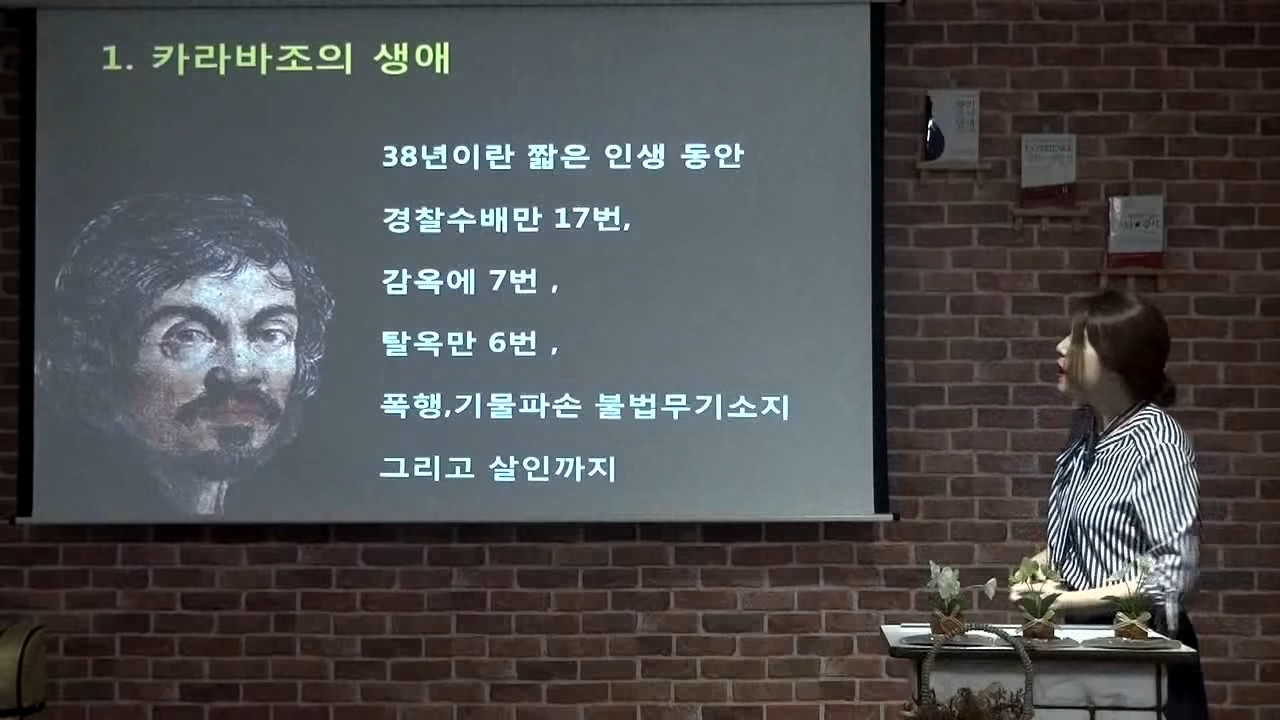 1. 카라바조의 생애
38년이란 짧은 인생 동안
경찰수배만 17번,
감옥에 7번 ,
탈옥만 6번 ,
폭행,기물파손 불법무기소지
그리고 살인까지